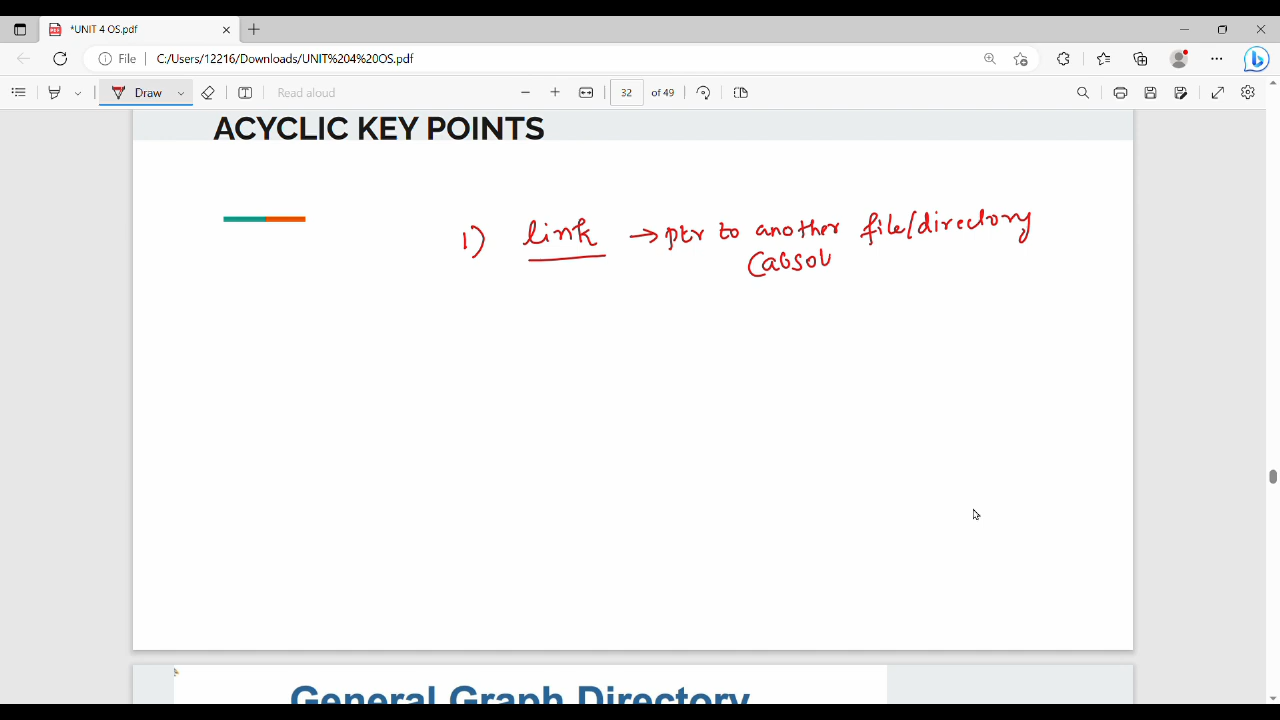 *UNIT 4 OS.pdf
File C:/Users/12216/Downloads/UNIT%204%20OS.pdf
Draw Read aloud 32 of 49
ACYCLIC KEY POINTS
1) link → ptr to another file/directory
(absol
General Graph Directory